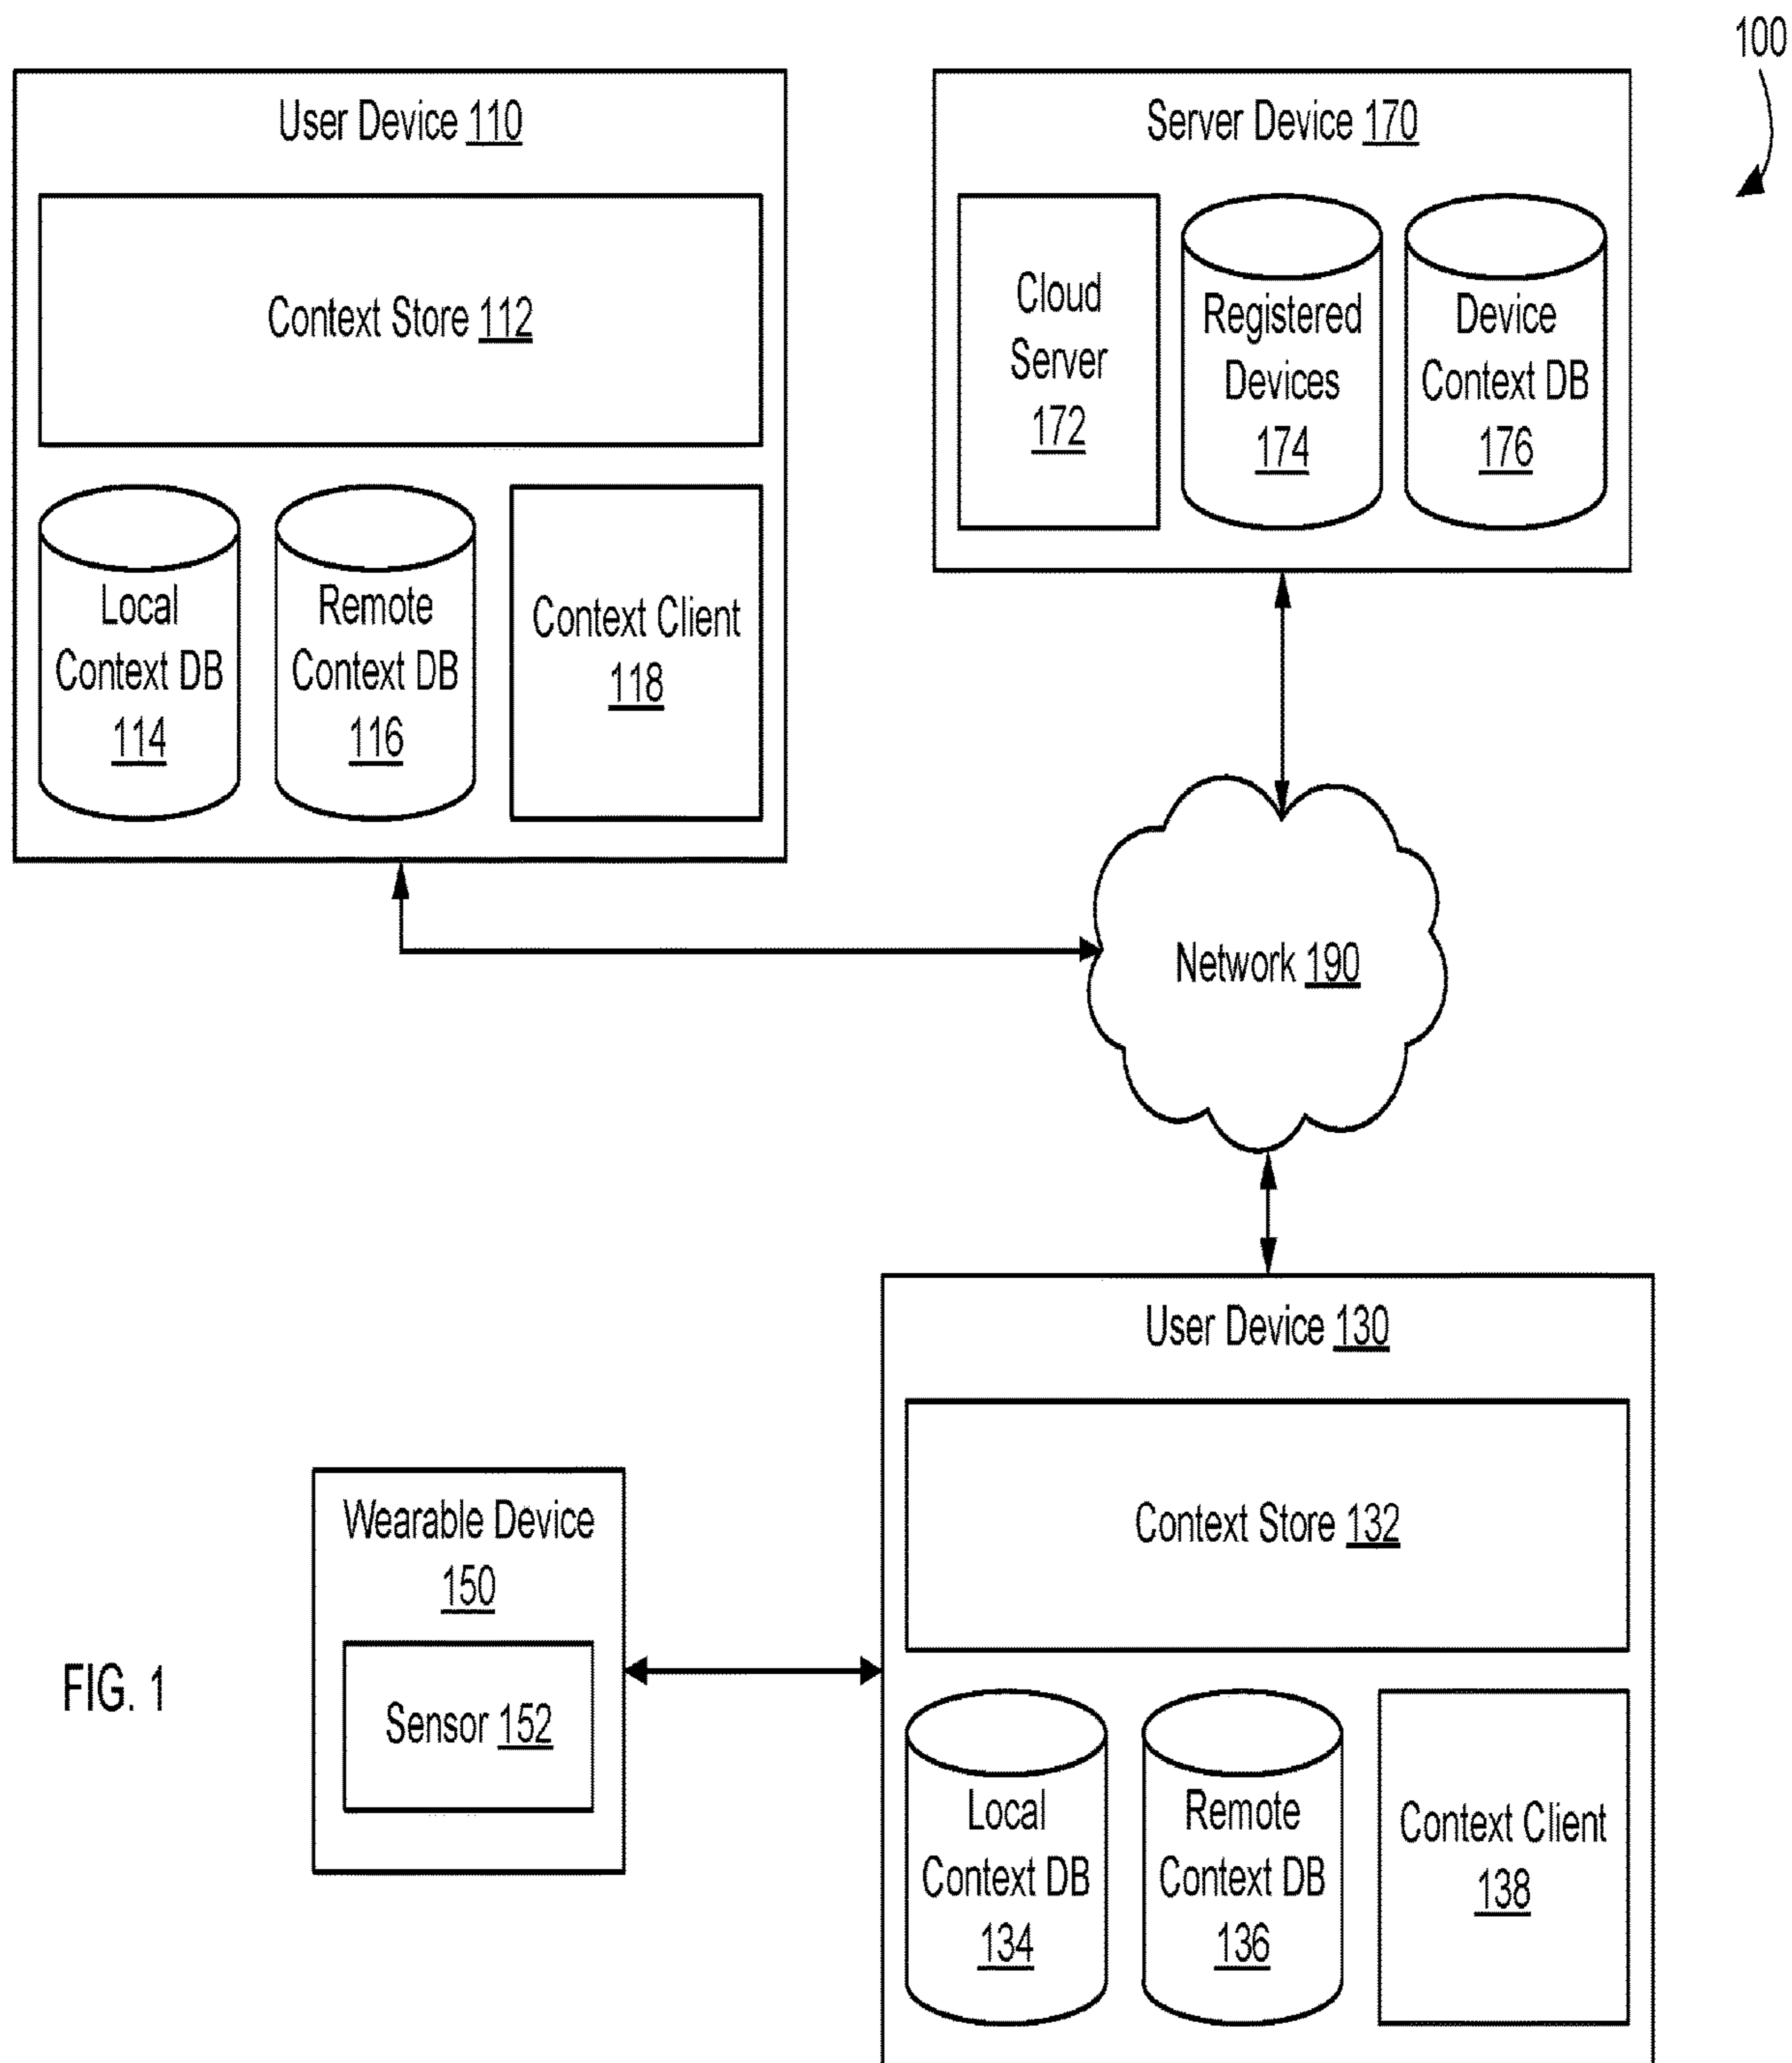 100
User Device 110
Context Store 112
Local
Context DB
114
Remote
Context DB
116
Context Client
118
Server Device 170
Cloud
Server
172
Registered
Devices
174
Device
Context DB
176
Network 190
User Device 130
Context Store 132
Local
Context DB
134
Remote
Context DB
136
Context Client
138
Wearable Device
150
Sensor 152
FIG. 1